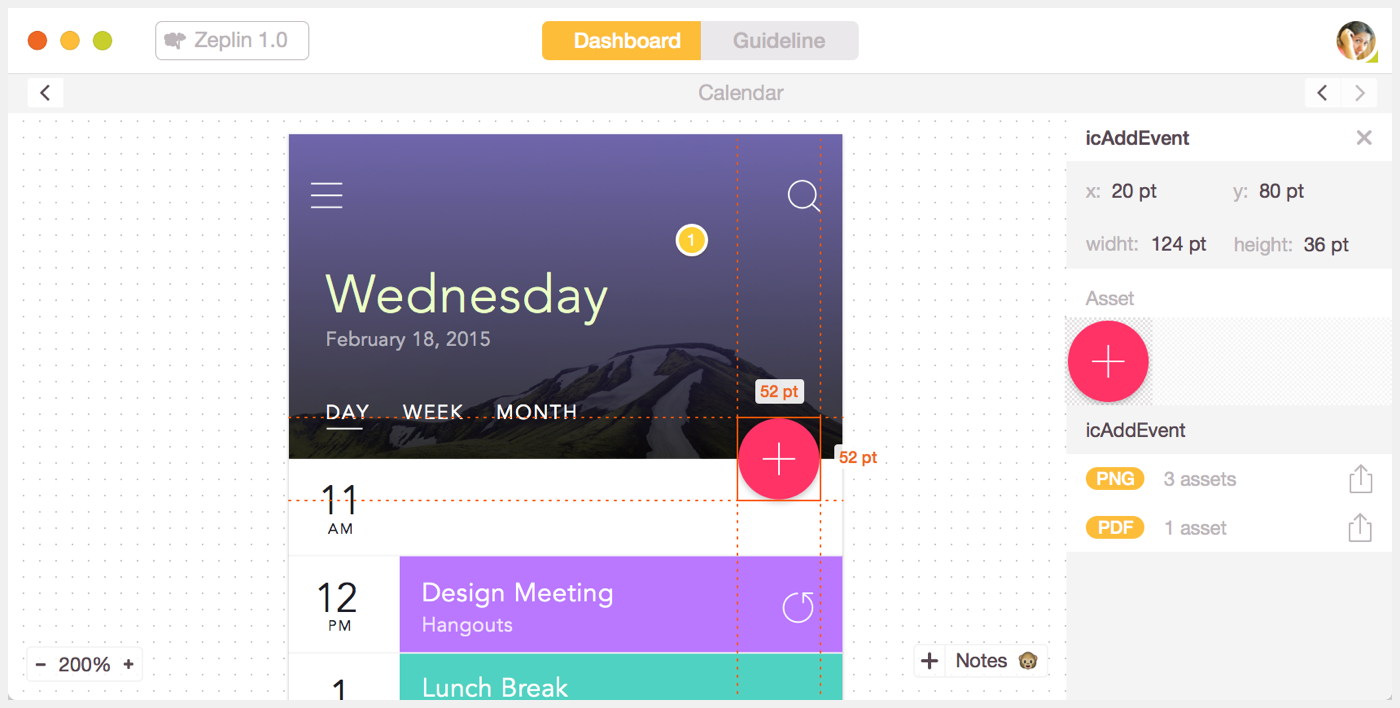 Zeplin 1.0
Dashboard
Guideline
Calendar
1
Wednesday
February 18, 2015
DAY WEEK MONTH
52 pt
52 pt
11
AM
12
PM
Design Meeting
Hangouts
1
Lunch Break
- 200% +
+ Notes
icAddEvent
x: 20 pt y: 80 pt
widht: 124 pt height: 36 pt
Asset
icAddEvent
PNG 3 assets
PDF 1 asset